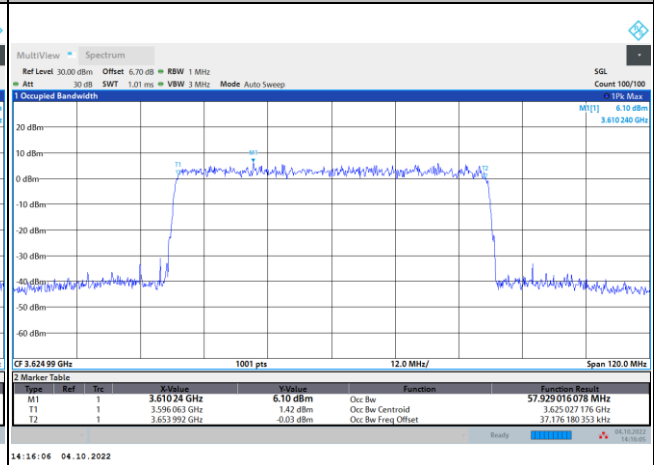 MultiView Spectrum
Ref Level 30.00 dBm Offset 6.70 dB RBW 1 MHz SGL
Att 30 dB SWT 1.01 ms VBW 3 MHz Mode Auto Sweep Count 100/100
1 Occupied Bandwidth 1Pk Max
M1[1] 6.10 dBm
3.610 240 GHz
20 dBm
10 dBm
M1
T1 T2
0 dBm
-10 dBm
-20 dBm
-30 dBm
-40 dBm
-50 dBm
-60 dBm
CF 3.624 99 GHz 1001 pts 12.0 MHz/ Span 120.0 MHz
2 Marker Table
Type Ref Trc X-Value Y-Value Function Function Result
M1 1 3.610 24 GHz 6.10 dBm Occ Bw 57.929 016 078 MHz
T1 1 3.596 063 GHz 1.42 dBm Occ Bw Centroid 3.625 027 176 GHz
T2 1 3.653 992 GHz -0.03 dBm Occ Bw Freq Offset 37.176 180 353 kHz
Ready 04.10.2022
14:16:05
14:16:06 04.10.2022